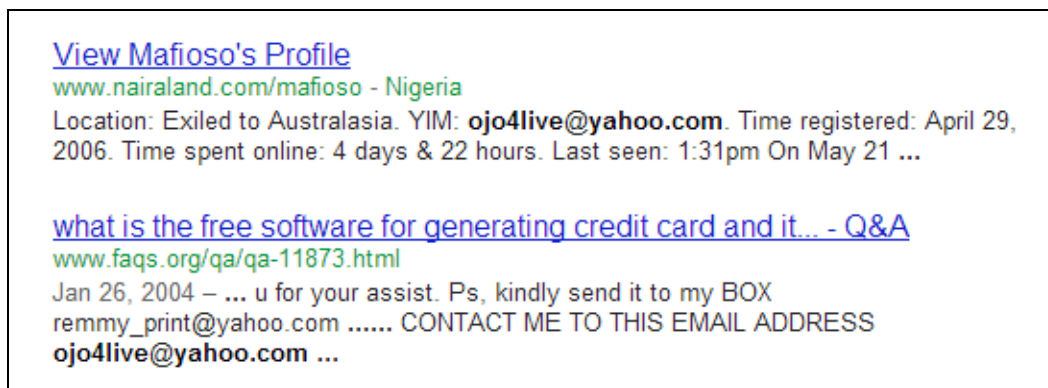 View Mafioso's Profile
www.nairaland.com/mafioso - Nigeria
Location: Exiled to Australasia. YIM: ojo4live@yahoo.com. Time registered: April 29,
2006. Time spent online: 4 days & 22 hours. Last seen: 1:31pm On May 21 ...
what is the free software for generating credit card and it... - Q&A
www.faqs.org/qa/qa-11873.html
Jan 26, 2004 – ... u for your assist. Ps, kindly send it to my BOX
remmy_print@yahoo.com ...... CONTACT ME TO THIS EMAIL ADDRESS
ojo4live@yahoo.com ...